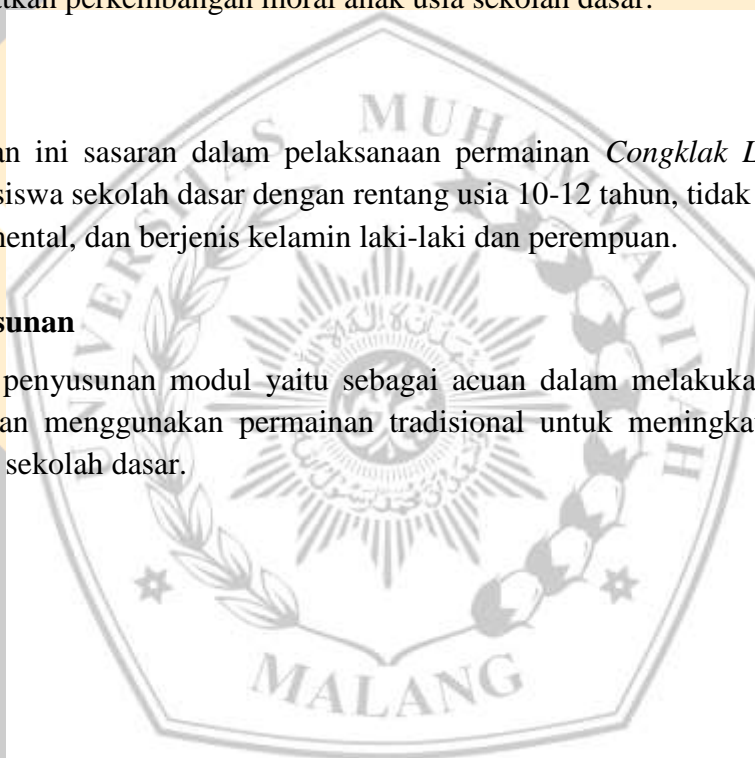 tkan perkembangan moral anak usia sekolah dasar.
an ini sasaran dalam pelaksanaan permainan Congklak L
siswa sekolah dasar dengan rentang usia 10-12 tahun, tidak
mental, dan berjenis kelamin laki-laki dan perempuan.
sunan
penyusunan modul yaitu sebagai acuan dalam melakuka
an menggunakan permainan tradisional untuk meningka
sekolah dasar.
UNIVERSITAS MUHAMMADIYAH
MALANG